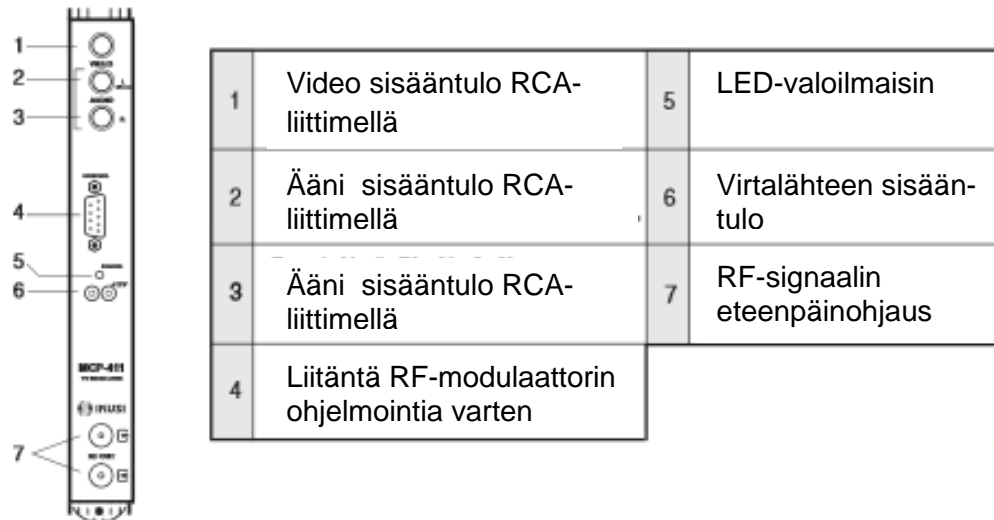 1
VIDEO
2
AUDIO
3
4
5
6
MCP-411
7
1
Video sisääntulo RCA-
liittimellä
5
LED-valoilmaisin
2
Ääni sisääntulo RCA-
liittimellä
6
Virtalähteen sisään-
tulo
3
Ääni sisääntulo RCA-
liittimellä
7
RF-signaalin
eteenpäinohjaus
4
Liitäntä RF-modulaattorin
ohjelmointia varten